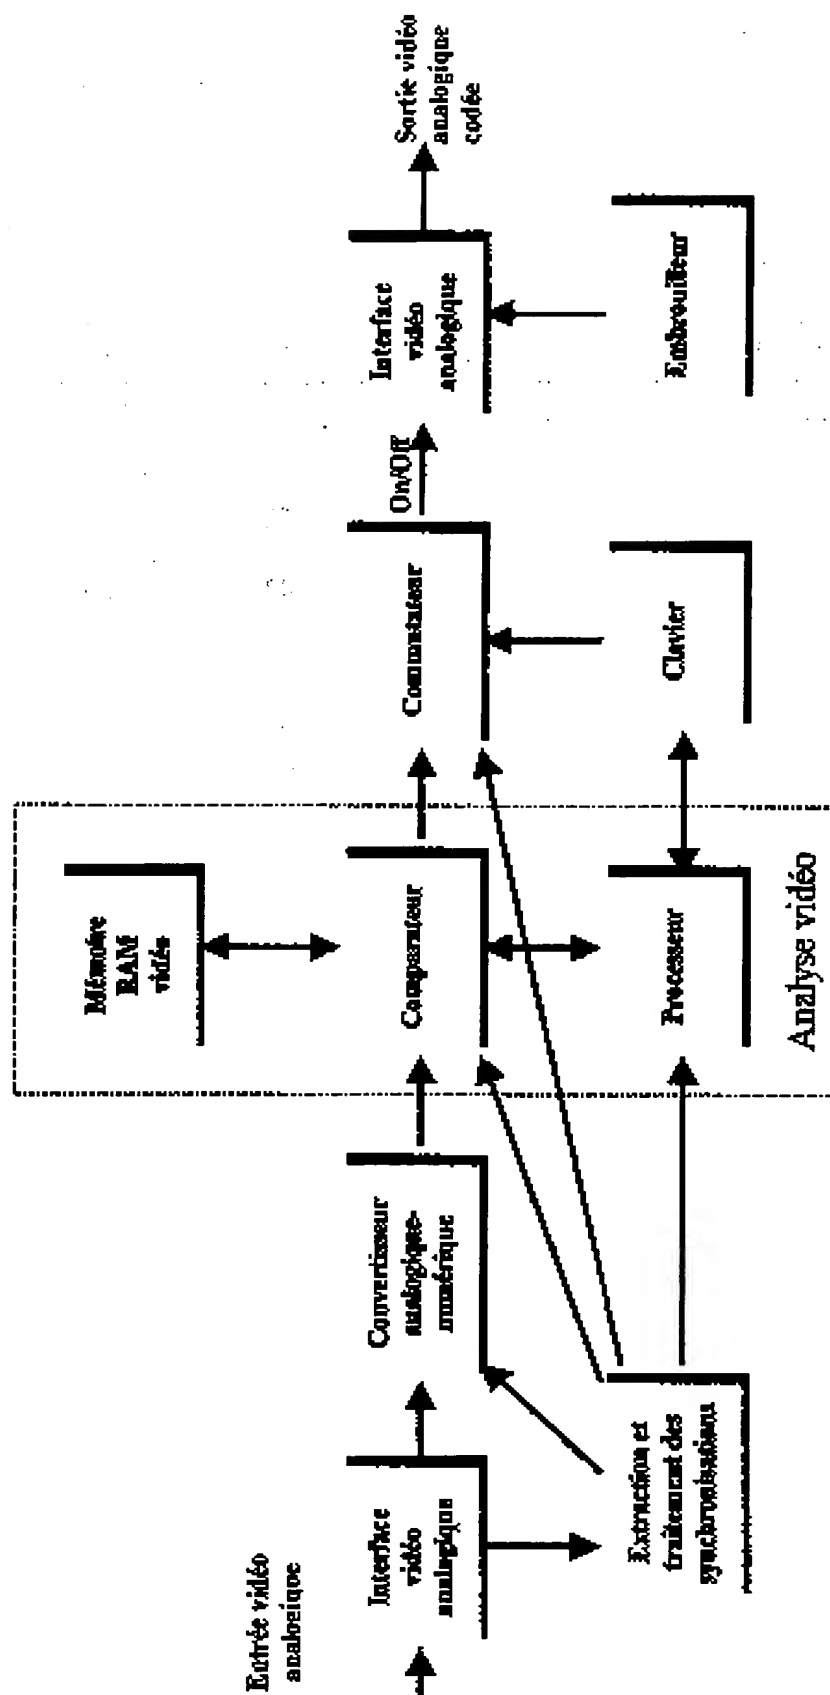 Entrée vidéo
analogique
Interface
vidéo
analogique
Extraction et
traitement des
synchronisations
Convertisseur
analogique-
numérique
Mémoire
RAM
vidéo
Comparateur
Processeur
Analyse vidéo
Commutateur
On/Off
Clavier
Interface
vidéo
analogique
Embrouilleur
Sortie vidéo
analogique
codée